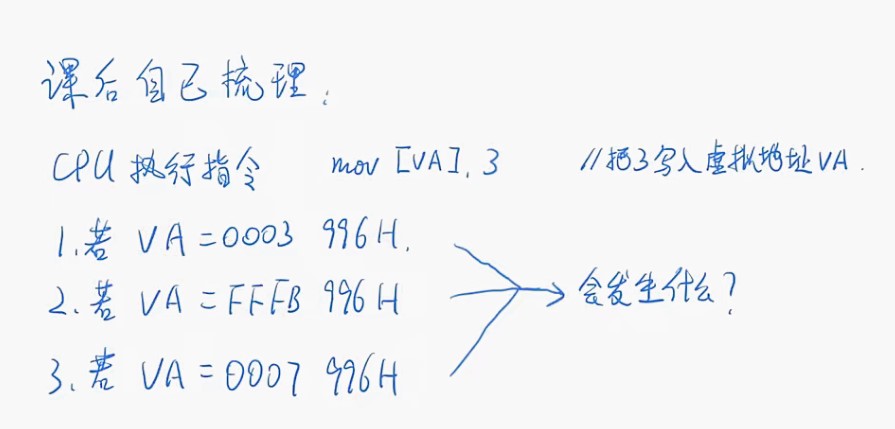 课后自己梳理：
CPU 执行指令 mov [VA], 3 //把3写入虚拟地址VA.
1.若 VA=0003 996H.
2.若 VA=FFFB 996H
3.若 VA=0007 996H
会发生什么？